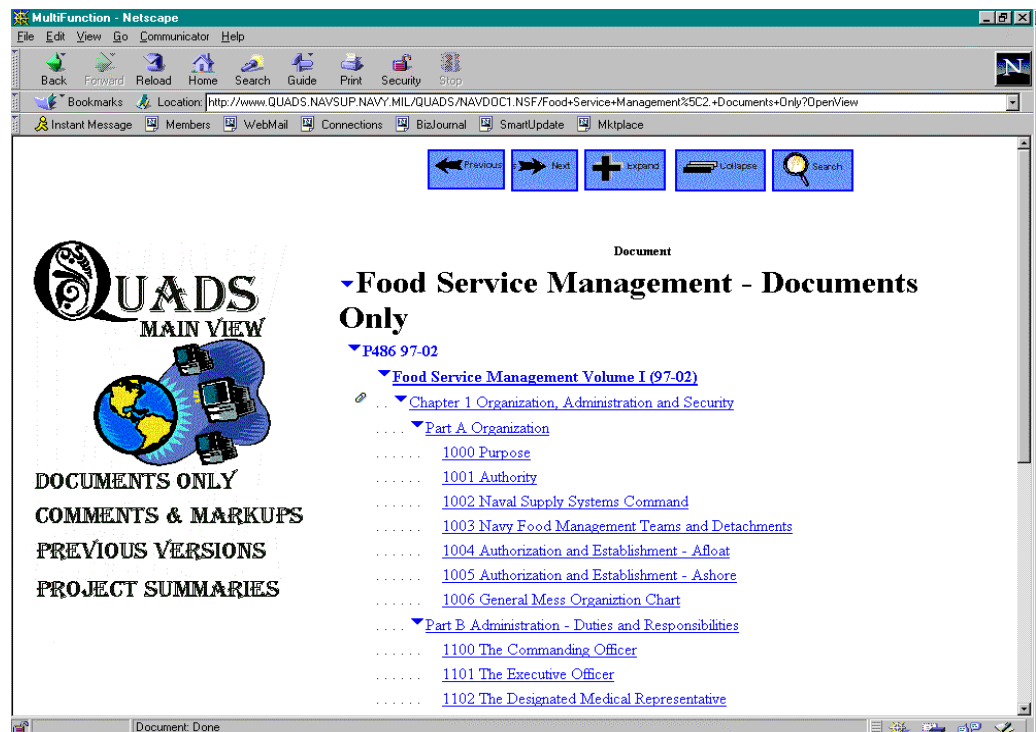 MultiFunction - Netscape
File Edit View Go Communicator Help
Back Forward Reload Home Search Guide Print Security Stop
N
Bookmarks Location: http://www.QUADS.NAVSUP.NAVY.MIL/QUADS/NAVDOC1.NSF/Food+Service+Management%5C2.+Documents+Only?OpenView
Instant Message Members WebMail Connections BizJournal SmartUpdate Mktplace
Previous s Next Expand Collapse Search
QUADS
MAIN VIEW
DOCUMENTS ONLY
COMMENTS & MARKUPS
PREVIOUS VERSIONS
PROJECT SUMMARIES
Document
Food Service Management - Documents
Only
P486 97-02
Food Service Management Volume I (97-02)
. . Chapter 1 Organization, Administration and Security
. . . . Part A Organization
. . . . . . 1000 Purpose
. . . . . . 1001 Authority
. . . . . . 1002 Naval Supply Systems Command
. . . . . . 1003 Navy Food Management Teams and Detachments
. . . . . . 1004 Authorization and Establishment - Afloat
. . . . . . 1005 Authorization and Establishment - Ashore
. . . . . . 1006 General Mess Organiztion Chart
. . . . Part B Administration - Duties and Responsibilities
. . . . . . 1100 The Commanding Officer
. . . . . . 1101 The Executive Officer
. . . . . . 1102 The Designated Medical Representative
Document: Done